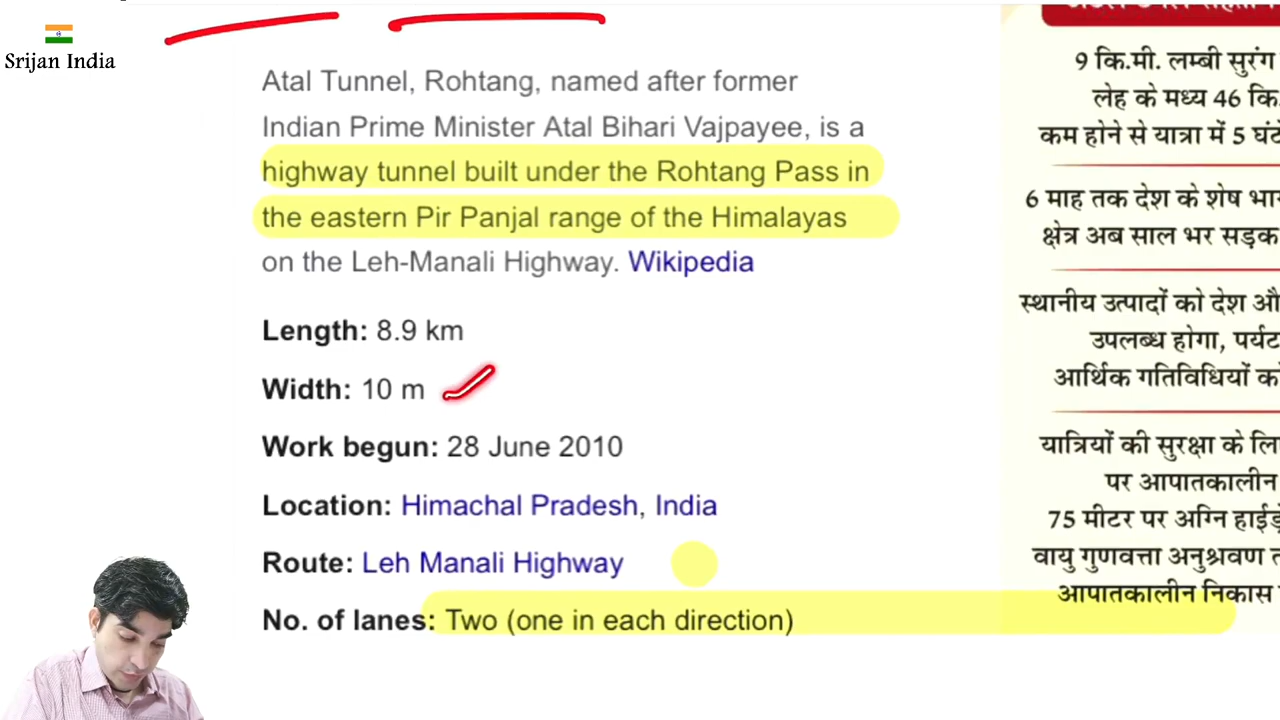 Srijan India
Atal Tunnel, Rohtang, named after former
Indian Prime Minister Atal Bihari Vajpayee, is a
highway tunnel built under the Rohtang Pass in
the eastern Pir Panjal range of the Himalayas
on the Leh-Manali Highway. Wikipedia
Length: 8.9 km
Width: 10 m
Work begun: 28 June 2010
Location: Himachal Pradesh, India
Route: Leh Manali Highway
No. of lanes: Two (one in each direction)
9 कि.मी. लम्बी सुरंग
लेह के मध्य 46 कि.
कम होने से यात्रा में 5
6 माह तक देश के शेष
क्षेत्र अब साल भर
स्थानीय उत्पादों को देश
उपलब्ध होगा,
आर्थिक गतिविधियों
यात्रियों की सुरक्षा के
पर आपातकालीन
75 मीटर पर अग्नि
वायु गुणवत्ता अनुश्रवण
आपातकालीन निकास